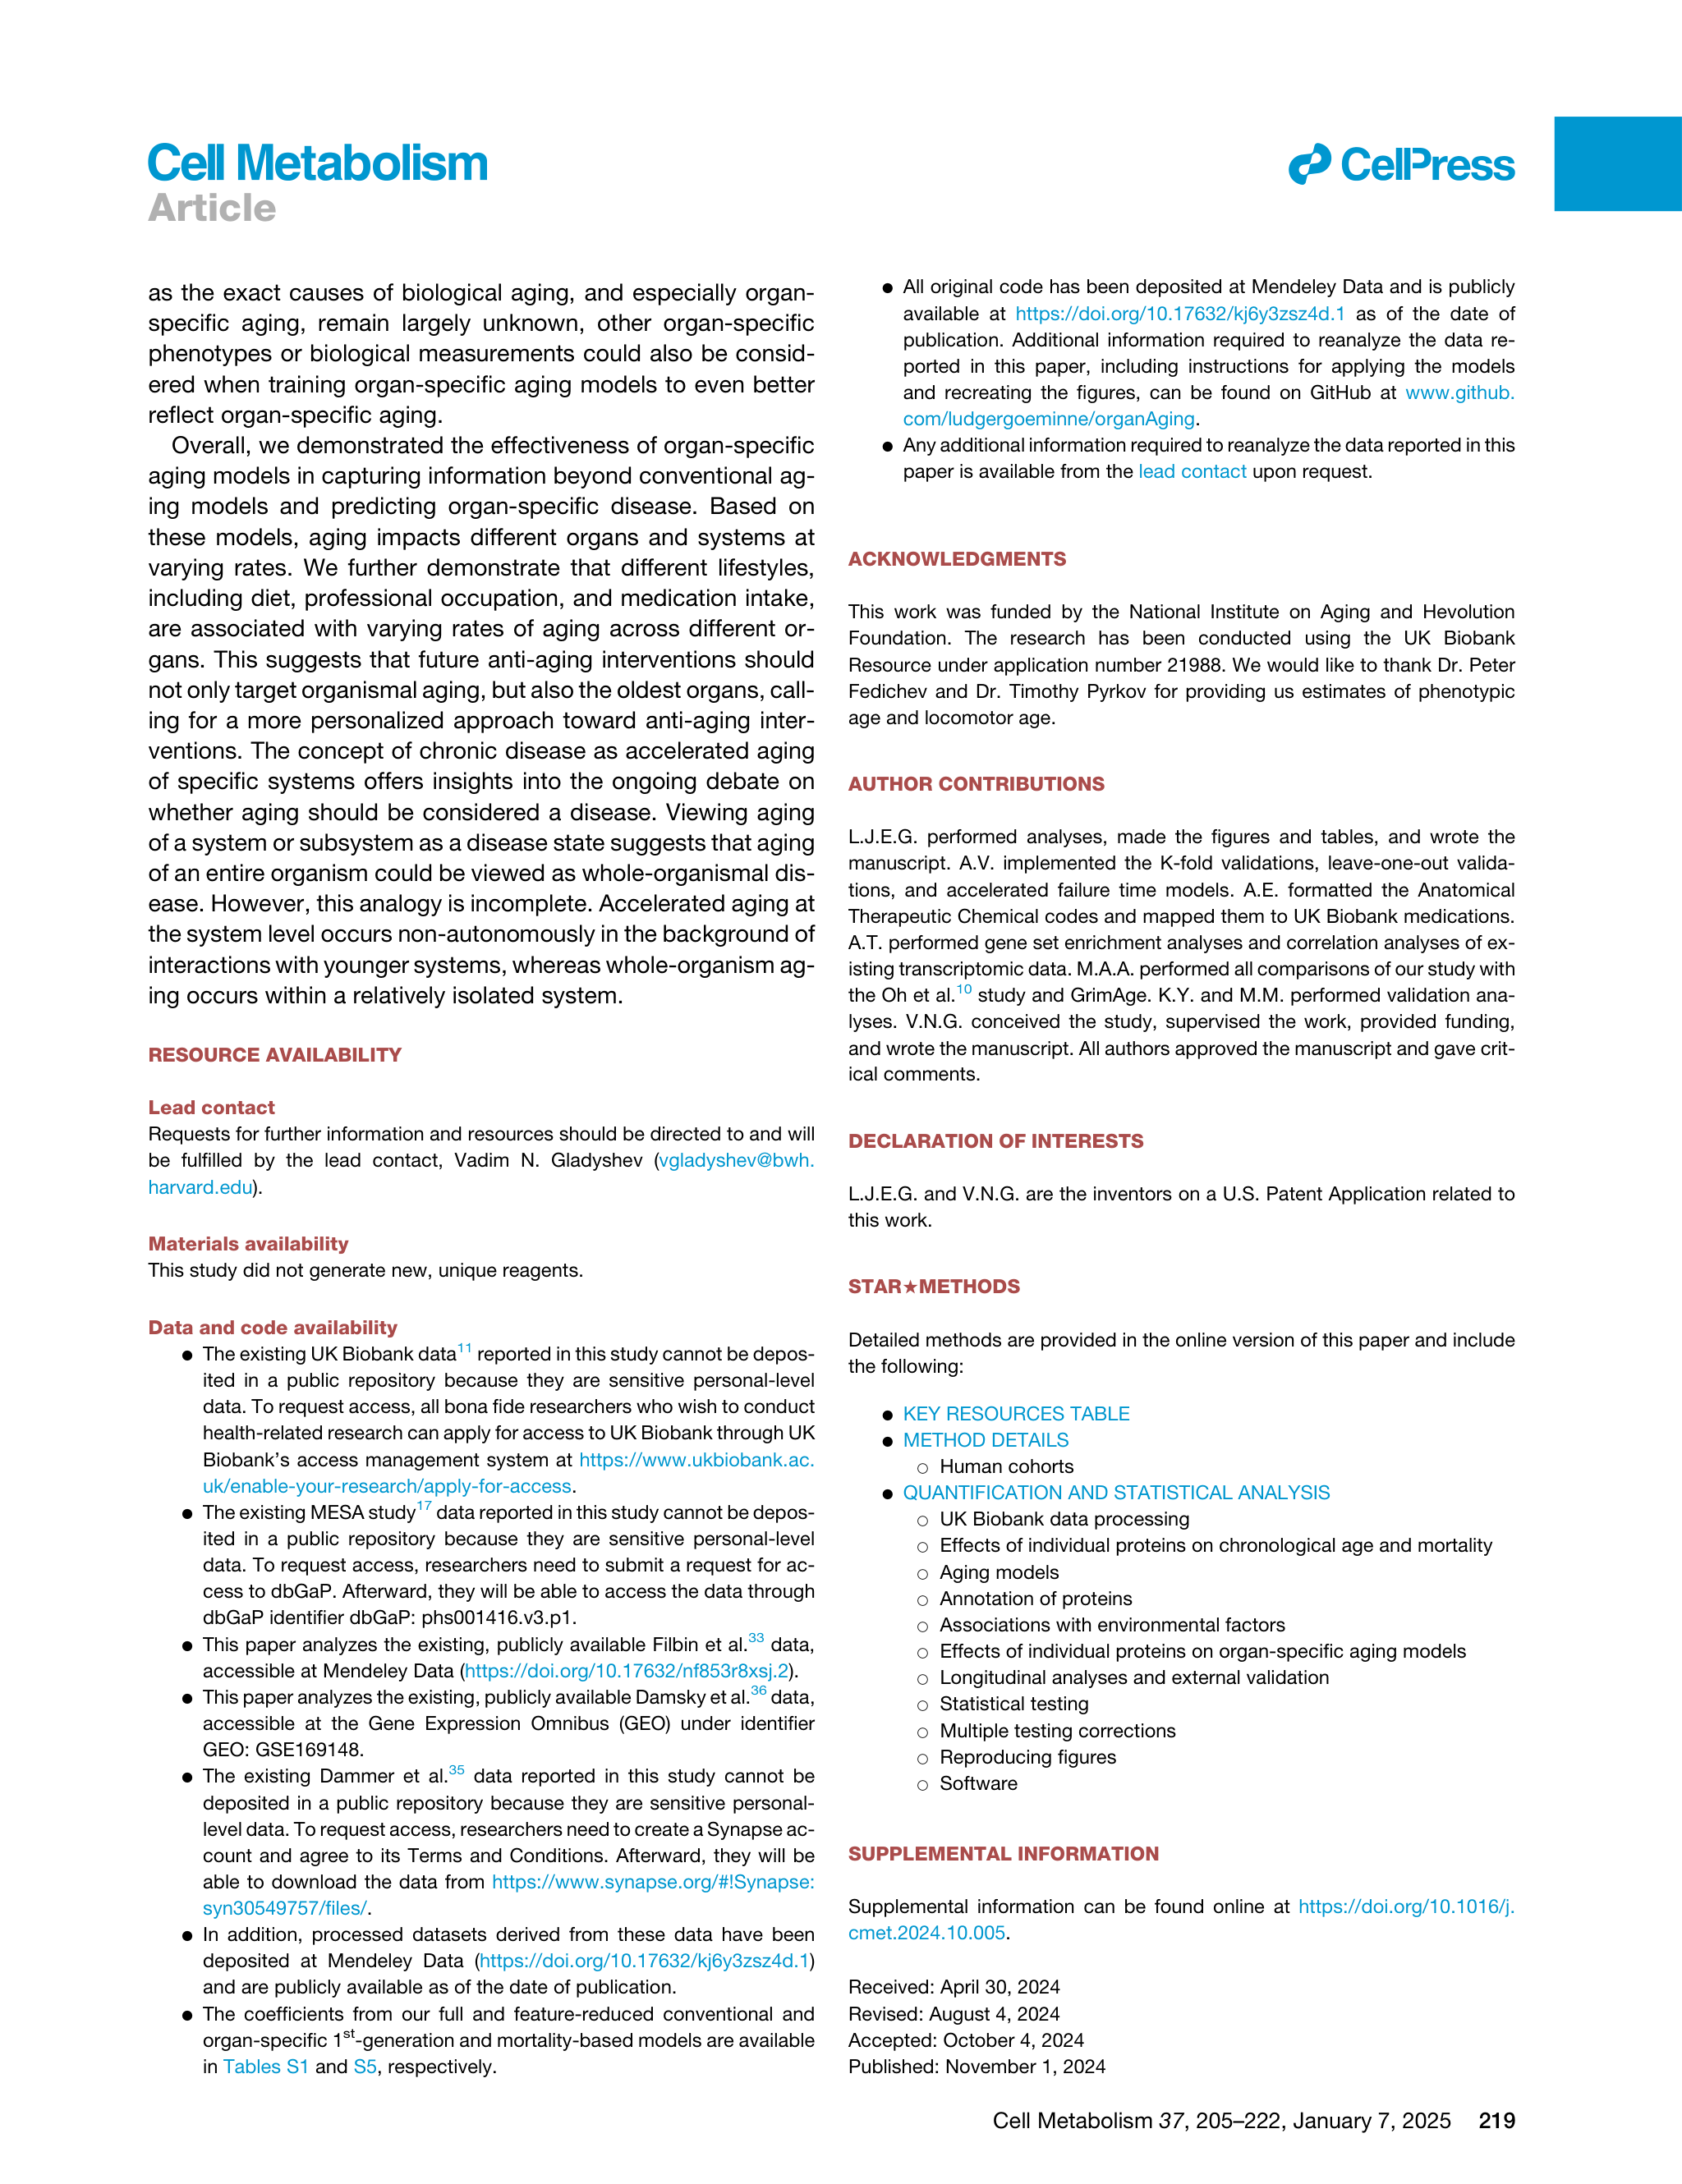 Cell Metabolism
Article
CellPress
as the exact causes of biological aging, and especially organ-
specific aging, remain largely unknown, other organ-specific
phenotypes or biological measurements could also be consid-
ered when training organ-specific aging models to even better
reflect organ-specific aging.
Overall, we demonstrated the effectiveness of organ-specific
aging models in capturing information beyond conventional ag-
ing models and predicting organ-specific disease. Based on
these models, aging impacts different organs and systems at
varying rates. We further demonstrate that different lifestyles,
including diet, professional occupation, and medication intake,
are associated with varying rates of aging across different or-
gans. This suggests that future anti-aging interventions should
not only target organismal aging, but also the oldest organs, call-
ing for a more personalized approach toward anti-aging inter-
ventions. The concept of chronic disease as accelerated aging
of specific systems offers insights into the ongoing debate on
whether aging should be considered a disease. Viewing aging
of a system or subsystem as a disease state suggests that aging
of an entire organism could be viewed as whole-organismal dis-
ease. However, this analogy is incomplete. Accelerated aging at
the system level occurs non-autonomously in the background of
interactions with younger systems, whereas whole-organism ag-
ing occurs within a relatively isolated system.
RESOURCE AVAILABILITY
Lead contact
Requests for further information and resources should be directed to and will
be fulfilled by the lead contact, Vadim N. Gladyshev (vgladyshev@bwh.
harvard.edu).
Materials availability
This study did not generate new, unique reagents.
Data and code availability
● The existing UK Biobank data11 reported in this study cannot be depos-
ited in a public repository because they are sensitive personal-level
data. To request access, all bona fide researchers who wish to conduct
health-related research can apply for access to UK Biobank through UK
Biobank's access management system at https://www.ukbiobank.ac.
uk/enable-your-research/apply-for-access.
● The existing MESA study17 data reported in this study cannot be depos-
ited in a public repository because they are sensitive personal-level
data. To request access, researchers need to submit a request for ac-
cess to dbGaP. Afterward, they will be able to access the data through
dbGaP identifier dbGaP: phs001416.v3.p1.
● This paper analyzes the existing, publicly available Filbin et al.33 data,
accessible at Mendeley Data (https://doi.org/10.17632/nf853r8xsj.2).
● This paper analyzes the existing, publicly available Damsky et al.36 data,
accessible at the Gene Expression Omnibus (GEO) under identifier
GEO: GSE169148.
● The existing Dammer et al.35 data reported in this study cannot be
deposited in a public repository because they are sensitive personal-
level data. To request access, researchers need to create a Synapse ac-
count and agree to its Terms and Conditions. Afterward, they will be
able to download the data from https://www.synapse.org/#!Synapse:
syn30549757/files/.
● In addition, processed datasets derived from these data have been
deposited at Mendeley Data (https://doi.org/10.17632/kj6y3zsz4d.1)
and are publicly available as of the date of publication.
● The coefficients from our full and feature-reduced conventional and
organ-specific 1st-generation and mortality-based models are available
in Tables S1 and S5, respectively.
● All original code has been deposited at Mendeley Data and is publicly
available at https://doi.org/10.17632/kj6y3zsz4d.1 as of the date of
publication. Additional information required to reanalyze the data re-
ported in this paper, including instructions for applying the models
and recreating the figures, can be found on GitHub at www.github.
com/ludgergoeminne/organAging.
● Any additional information required to reanalyze the data reported in this
paper is available from the lead contact upon request.
ACKNOWLEDGMENTS
This work was funded by the National Institute on Aging and Hevolution
Foundation. The research has been conducted using the UK Biobank
Resource under application number 21988. We would like to thank Dr. Peter
Fedichev and Dr. Timothy Pyrkov for providing us estimates of phenotypic
age and locomotor age.
AUTHOR CONTRIBUTIONS
L.J.E.G. performed analyses, made the figures and tables, and wrote the
manuscript. A.V. implemented the K-fold validations, leave-one-out valida-
tions, and accelerated failure time models. A.E. formatted the Anatomical
Therapeutic Chemical codes and mapped them to UK Biobank medications.
A.T. performed gene set enrichment analyses and correlation analyses of ex-
isting transcriptomic data. M.A.A. performed all comparisons of our study with
the Oh et al.10 study and GrimAge. K.Y. and M.M. performed validation ana-
lyses. V.N.G. conceived the study, supervised the work, provided funding,
and wrote the manuscript. All authors approved the manuscript and gave crit-
ical comments.
DECLARATION OF INTERESTS
L.J.E.G. and V.N.G. are the inventors on a U.S. Patent Application related to
this work.
STAR★METHODS
Detailed methods are provided in the online version of this paper and include
the following:
● KEY RESOURCES TABLE
● METHOD DETAILS
○ Human cohorts
● QUANTIFICATION AND STATISTICAL ANALYSIS
○ UK Biobank data processing
○ Effects of individual proteins on chronological age and mortality
○ Aging models
○ Annotation of proteins
○ Associations with environmental factors
○ Effects of individual proteins on organ-specific aging models
○ Longitudinal analyses and external validation
○ Statistical testing
○ Multiple testing corrections
○ Reproducing figures
○ Software
SUPPLEMENTAL INFORMATION
Supplemental information can be found online at https://doi.org/10.1016/j.
cmet.2024.10.005.
Received: April 30, 2024
Revised: August 4, 2024
Accepted: October 4, 2024
Published: November 1, 2024
Cell Metabolism 37, 205–222, January 7, 2025 219